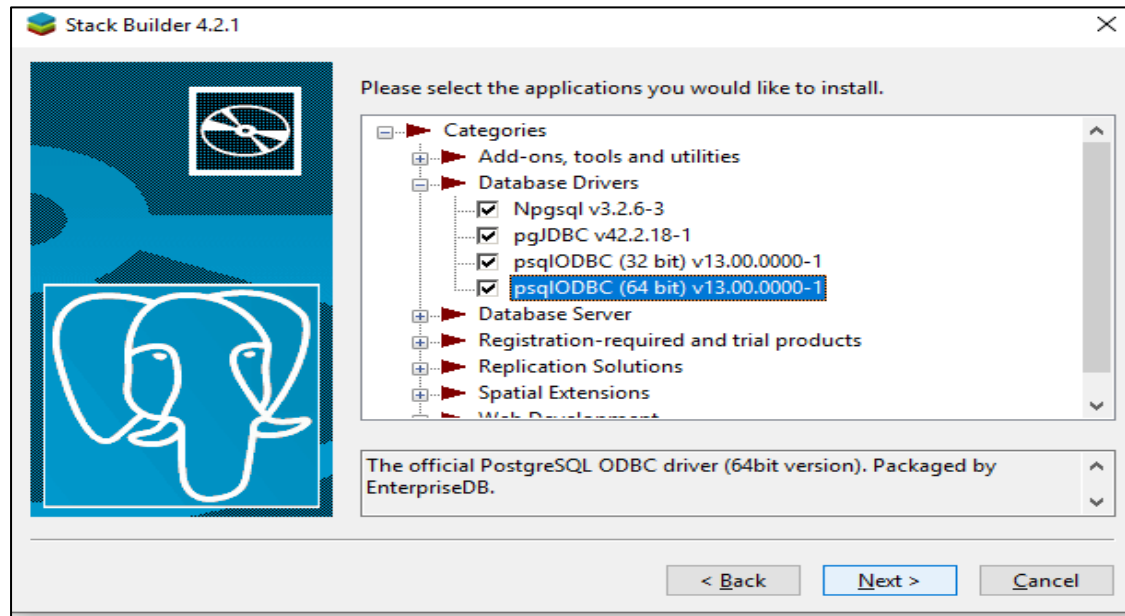 Stack Builder 4.2.1
Please select the applications you would like to install.
Categories
Add-ons, tools and utilities
Database Drivers
Npgsql v3.2.6-3
pgJDBC v42.2.18-1
psqlODBC (32 bit) v13.00.0000-1
psqlODBC (64 bit) v13.00.0000-1
Database Server
Registration-required and trial products
Replication Solutions
Spatial Extensions
Web Development
The official PostgreSQL ODBC driver (64bit version). Packaged by
EnterpriseDB.
< Back
Next >
Cancel